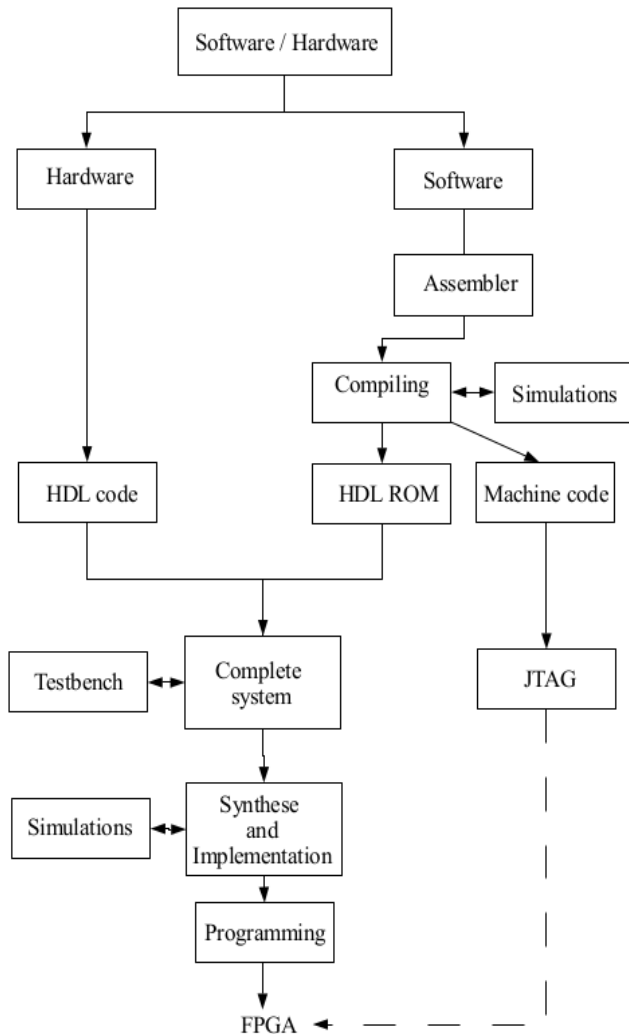 Software / Hardware
Hardware
Software
Assembler
Compiling
Simulations
HDL code
HDL ROM
Machine code
Testbench
Complete
system
JTAG
Simulations
Synthese
and
Implementation
Programming
FPGA